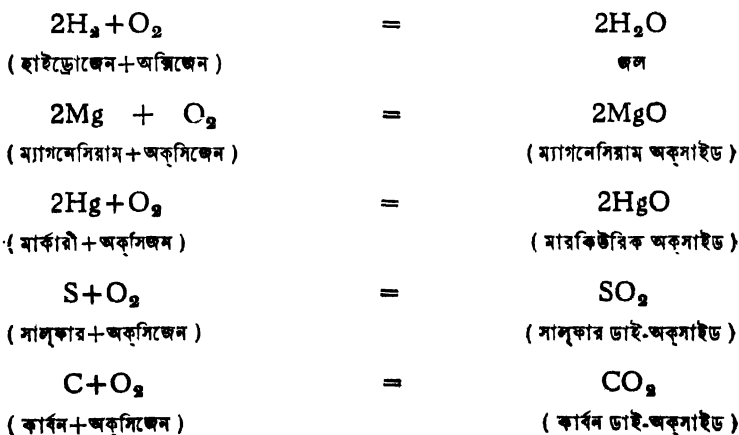 2H₂+O₂ = 2H₂O
( হাইড্রোজেন+অক্সিজেন ) জল
2Mg + O₂ = 2MgO
( ম্যাগনেসিয়াম+অক্‌সিজেন ) ( ম্যাগনেসিয়াম অক্‌সাইড )
2Hg+O₂ = 2HgO
( মার্কারী+অক্‌সিজন ) ( মারকিউরিক অক্‌সাইড )
S+O₂ = SO₂
( সাল্‌ফার+অক্‌সিজেন ) ( সাল্‌ফার ডাই-অক্‌সাইড )
C+O₂ = CO₂
( কার্বন+অক্‌সিজেন ) ( কার্বন ডাই-অক্‌সাইড )